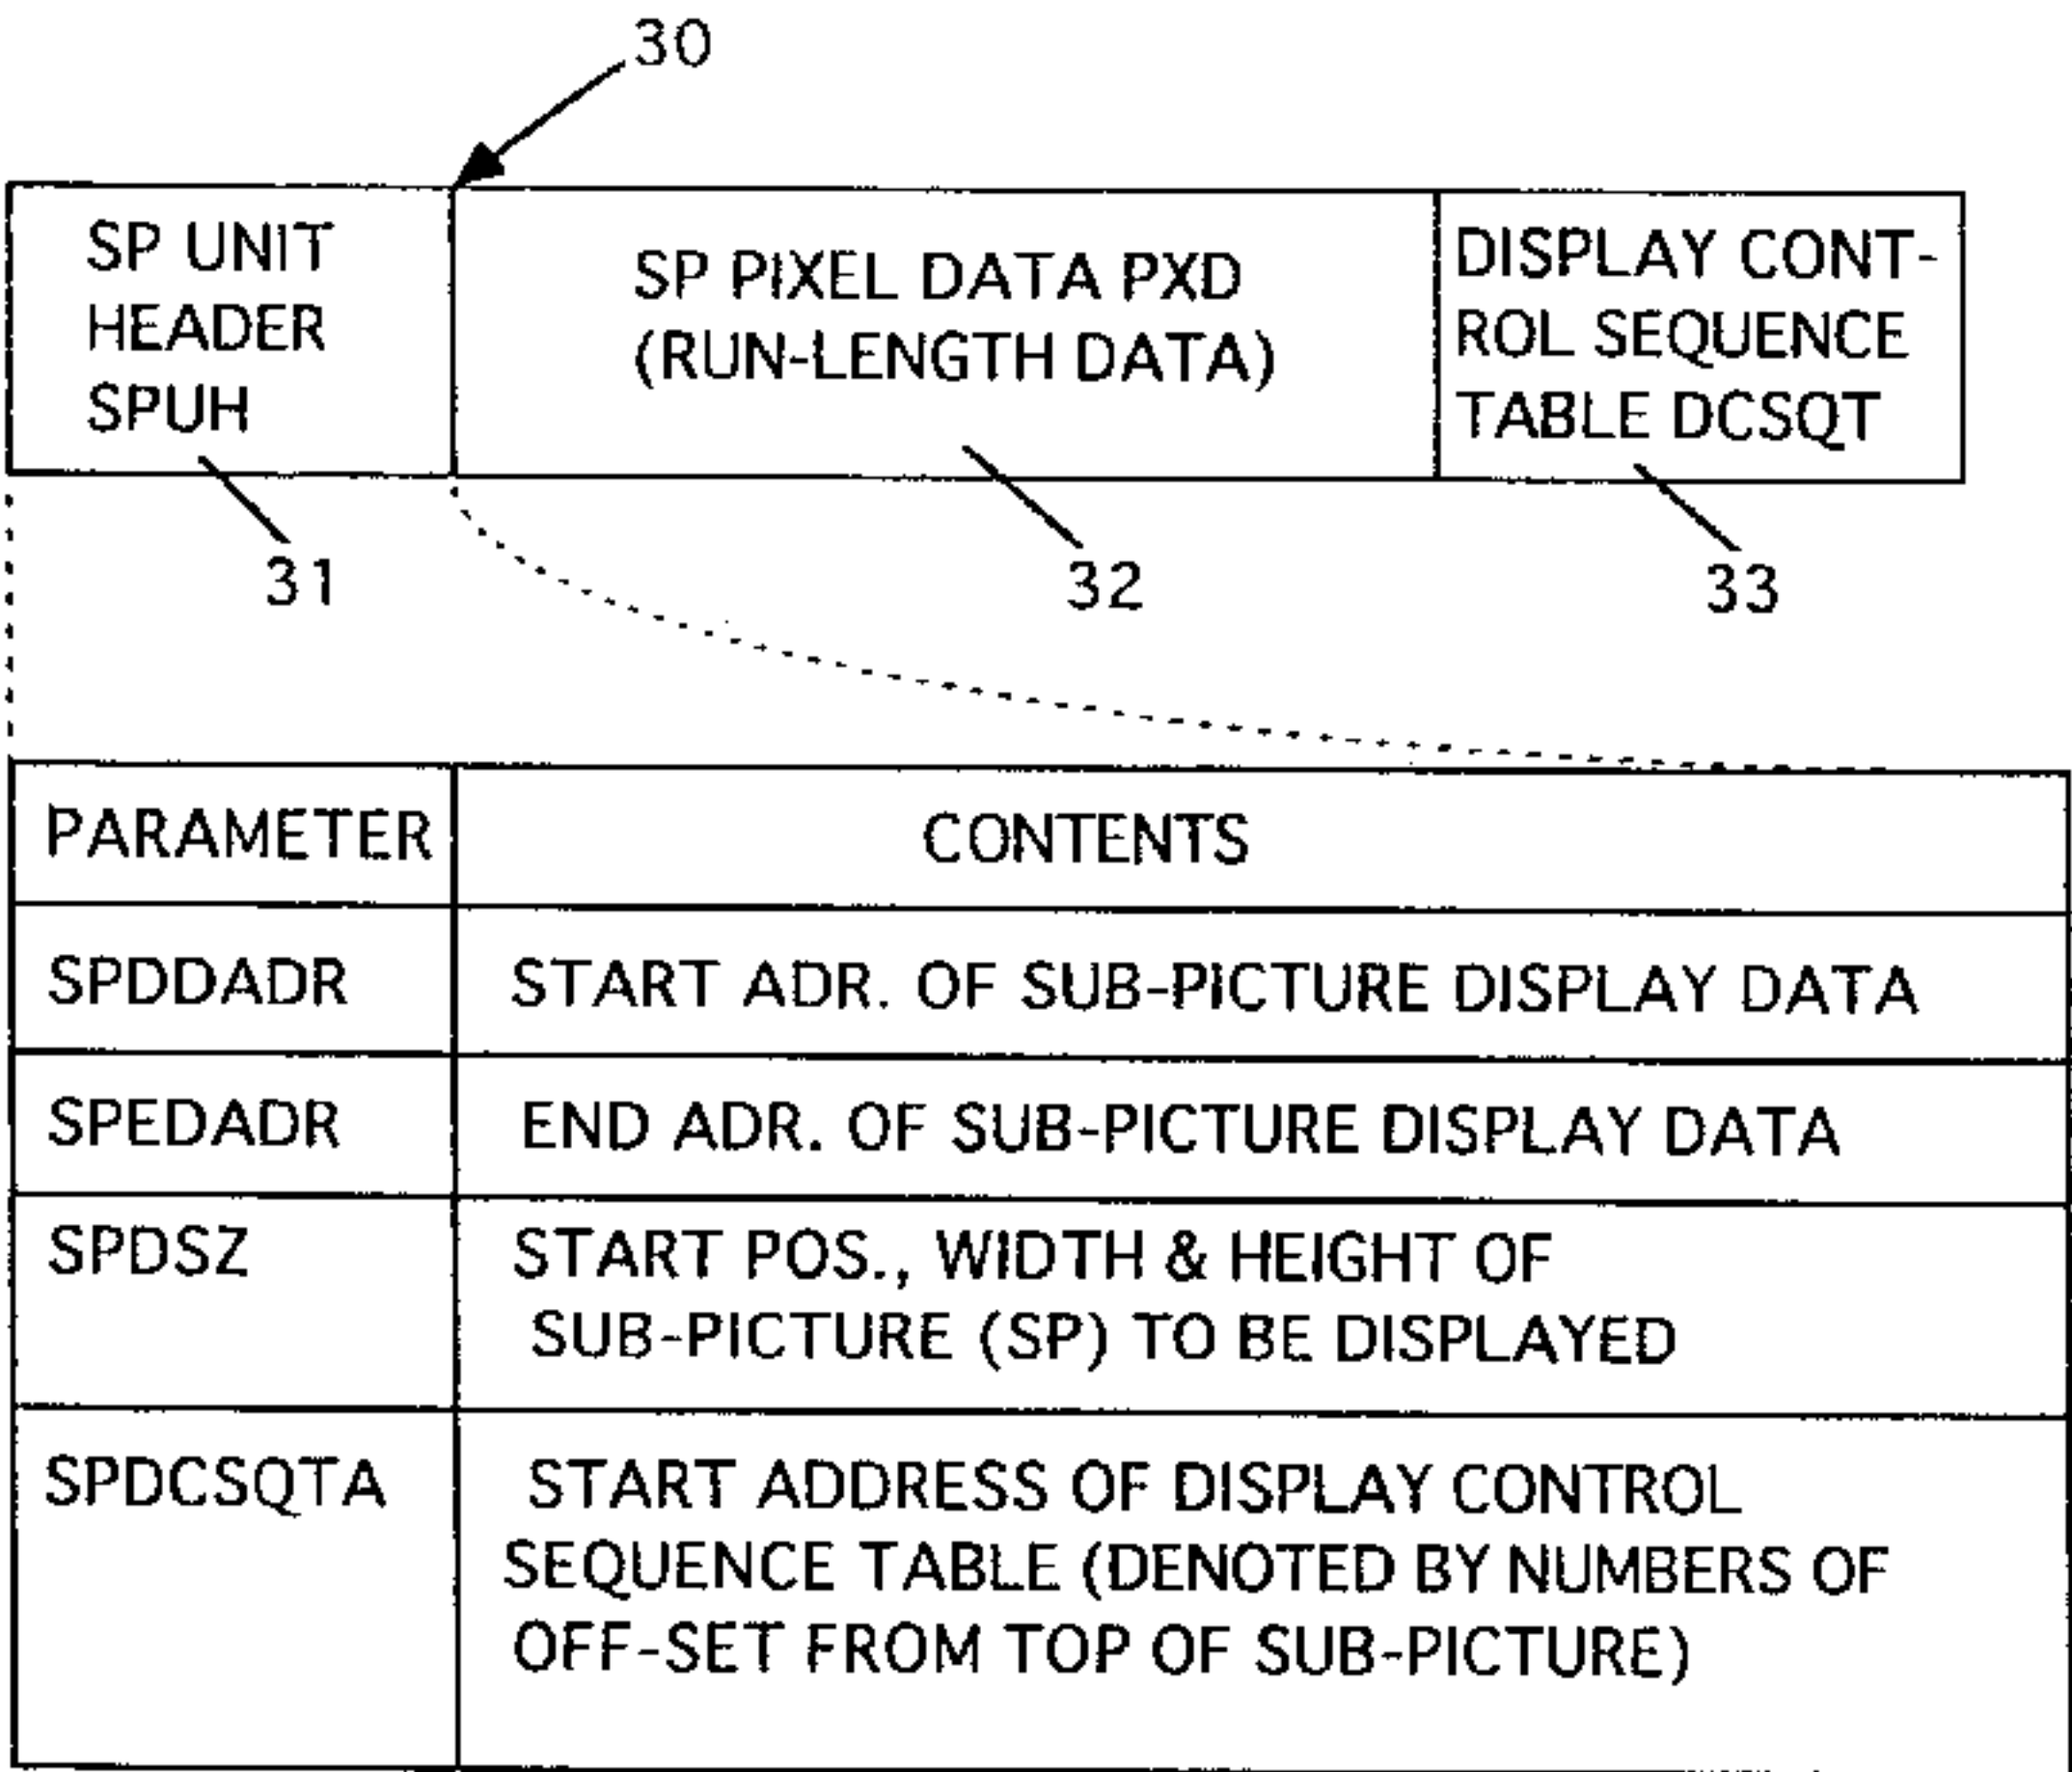 30
SP UNIT
HEADER
SPUH
SP PIXEL DATA PXD
(RUN-LENGTH DATA)
DISPLAY CONT-
ROL SEQUENCE
TABLE DCSQT
31
32
33
PARAMETER
CONTENTS
SPDDADR
START ADR. OF SUB-PICTURE DISPLAY DATA
SPEDADR
END ADR. OF SUB-PICTURE DISPLAY DATA
SPDSZ
START POS., WIDTH & HEIGHT OF
SUB-PICTURE (SP) TO BE DISPLAYED
SPDCSQTA
START ADDRESS OF DISPLAY CONTROL
SEQUENCE TABLE (DENOTED BY NUMBERS OF
OFF-SET FROM TOP OF SUB-PICTURE)